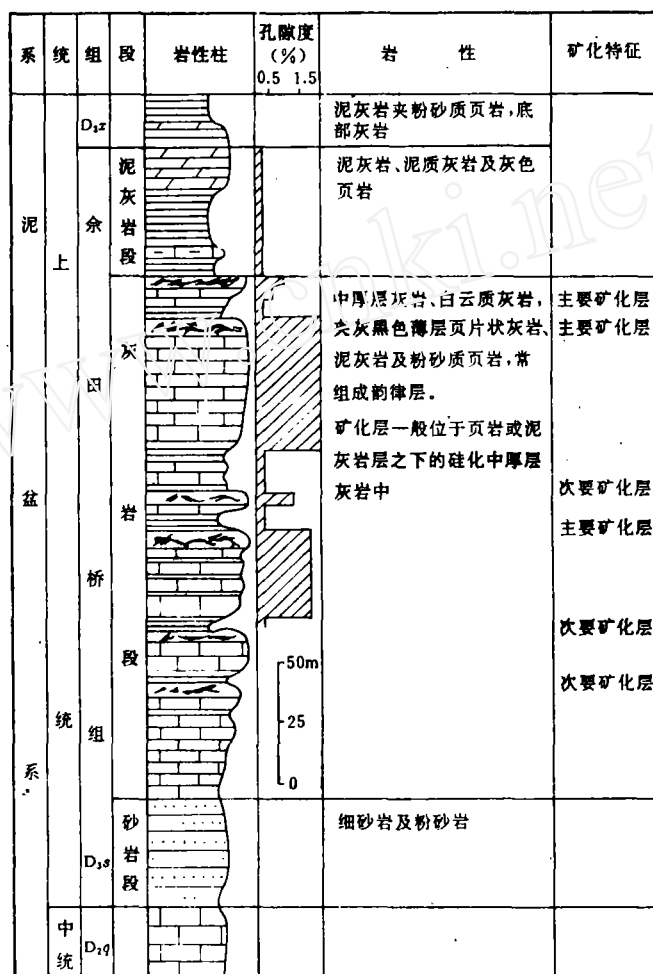 系 统 组 段 岩性柱 孔隙度 (%) 0.5 1.5 岩 性 矿化特征
泥盆系
上统
中统
D₃x
佘田桥组
D₃s
D₂q
泥灰岩段
灰岩段
砂岩段
泥灰岩夹粉砂质页岩,底
部灰岩
泥灰岩、泥质灰岩及灰色
页岩
中厚层灰岩、白云质灰岩,
夹灰黑色薄层页片状灰岩、
泥灰岩及粉砂质页岩,常
组成韵律层。
矿化层一般位于页岩或泥
灰岩层之下的硅化中厚层
灰岩中
细砂岩及粉砂岩
主要矿化层
主要矿化层
次要矿化层
主要矿化层
次要矿化层
次要矿化层
50m
25
0
www.cnki.net